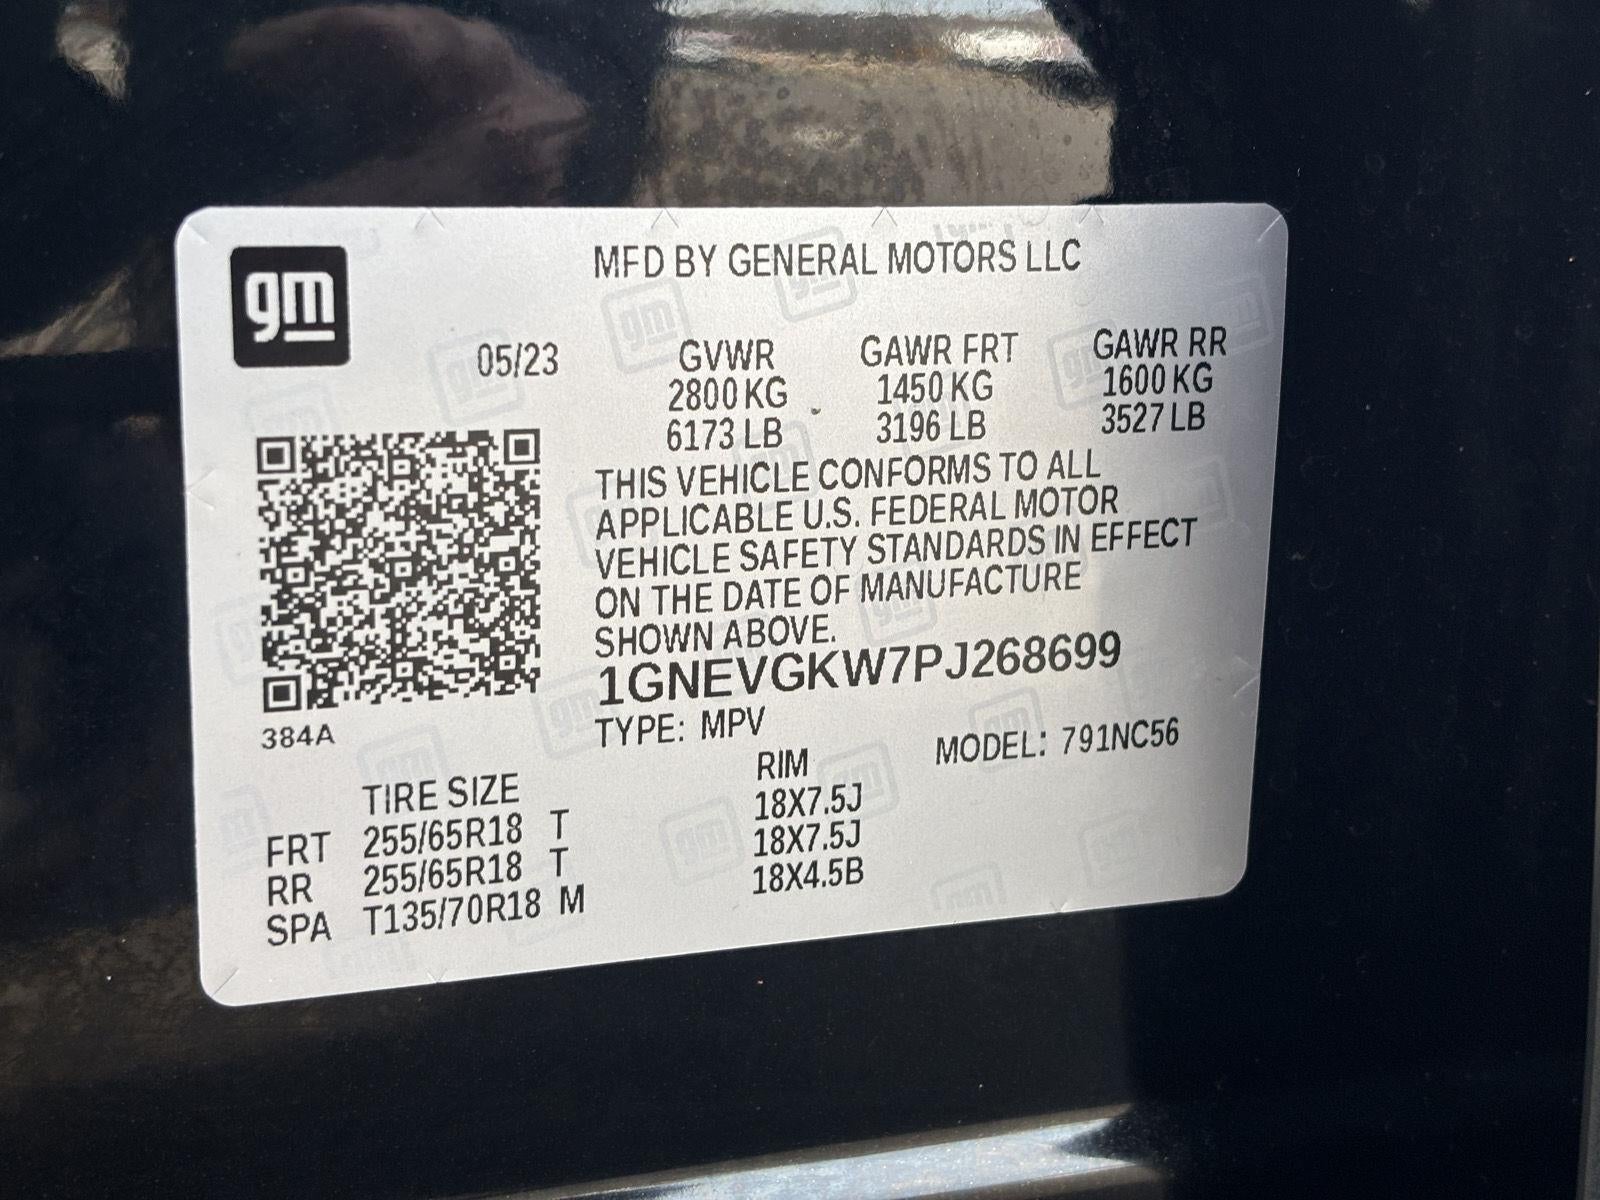 gm
MFD BY GENERAL MOTORS LLC
05/23 GVWR GAWR FRT GAWR RR
2800 KG 1450 KG 1600 KG
6173 LB 3196 LB 3527 LB
THIS VEHICLE CONFORMS TO ALL
APPLICABLE U.S. FEDERAL MOTOR
VEHICLE SAFETY STANDARDS IN EFFECT
ON THE DATE OF MANUFACTURE
SHOWN ABOVE.
1GNEVGKW7PJ268699
384A
TYPE: MPV MODEL: 791NC56
TIRE SIZE RIM
FRT 255/65R18 T 18X7.5J
RR 255/65R18 T 18X7.5J
SPA T135/70R18 M 18X4.5B